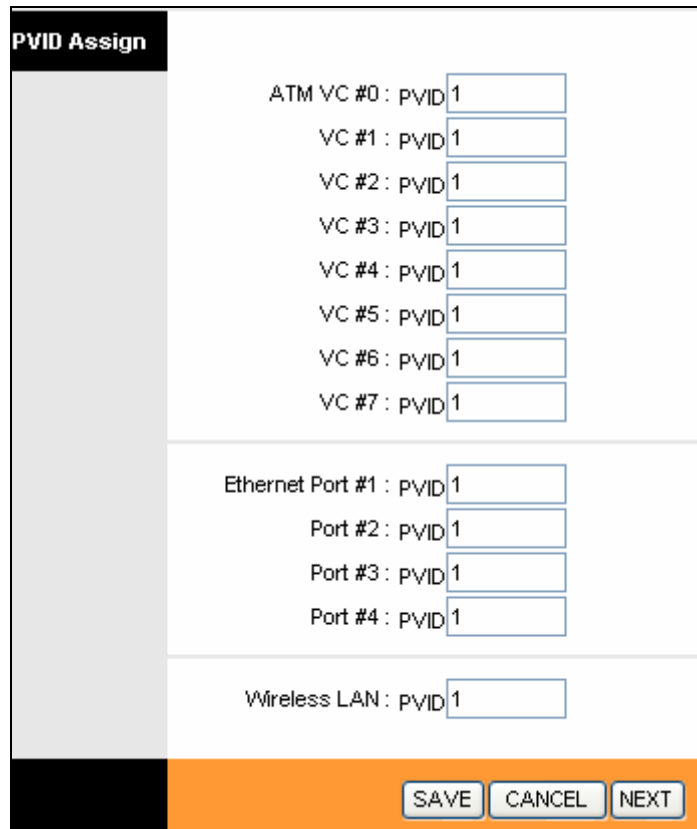 PVID Assign
ATM VC #0 : PVID 1
VC #1 : PVID 1
VC #2 : PVID 1
VC #3 : PVID 1
VC #4 : PVID 1
VC #5 : PVID 1
VC #6 : PVID 1
VC #7 : PVID 1
Ethernet Port #1 : PVID 1
Port #2 : PVID 1
Port #3 : PVID 1
Port #4 : PVID 1
Wireless LAN : PVID 1
SAVE CANCEL NEXT